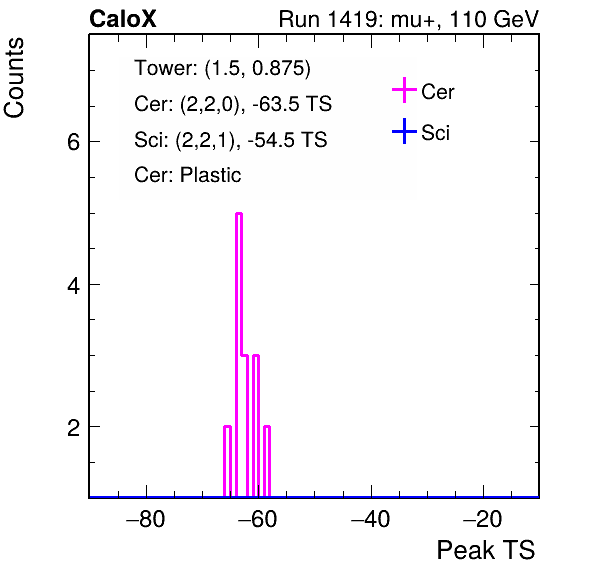 CaloX Run 1419: mu+, 110 GeV
Counts
Tower: (1.5, 0.875)
Cer: (2,2,0), -63.5 TS
Sci: (2,2,1), -54.5 TS
Cer: Plastic
Cer
Sci
6
4
2
−80 −60 −40 −20
Peak TS